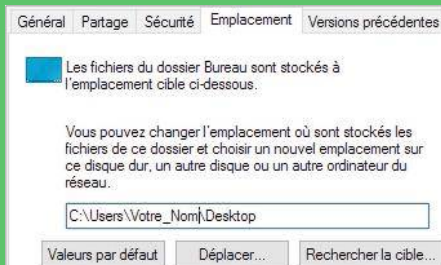 Général Partage Sécurité Emplacement Versions précédentes
Les fichiers du dossier Bureau sont stockés à
l'emplacement cible ci-dessous.
Vous pouvez changer l'emplacement où sont stockés les
fichiers de ce dossier et choisir un nouvel emplacement sur
ce disque dur, un autre disque ou un autre ordinateur du
réseau.
C:\Users\Votre_Nom\Desktop
Valeurs par défaut Déplacer... Rechercher la cible...